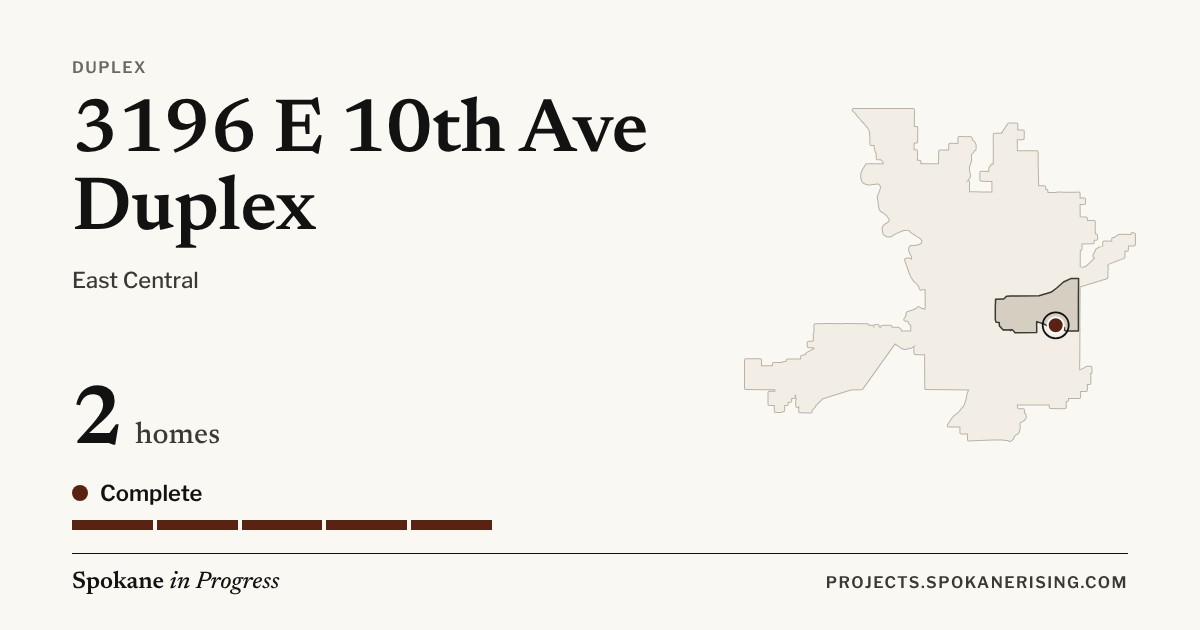 DUPLEX
3196 E 10th Ave
Duplex
East Central
2 homes
Complete
Spokane in Progress
PROJECTS.SPOKANERISING.COM